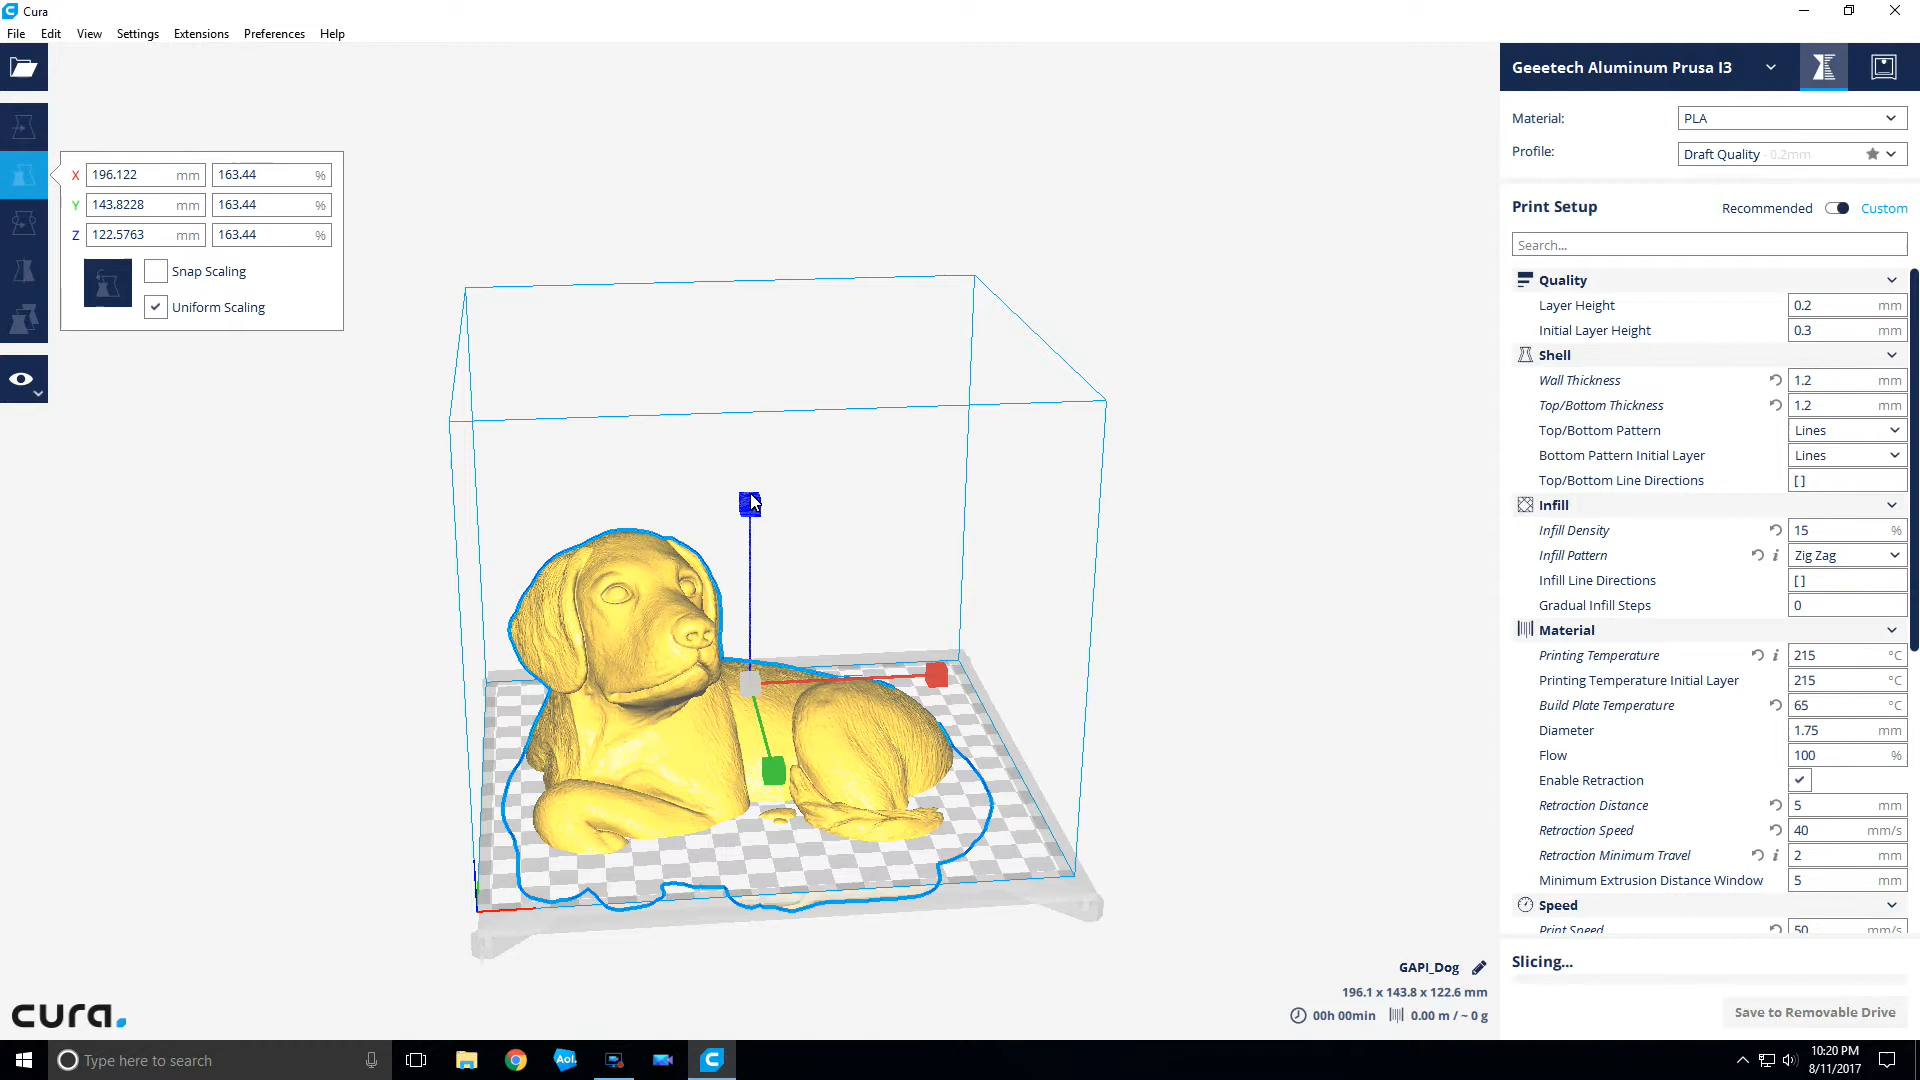 Cura
File Edit View Settings Extensions Preferences Help
Geeetech Aluminum Prusa I3
Material: PLA
Profile: Draft Quality - 0.2mm
X 196.122 mm 163.44 %
Y 143.8228 mm 163.44 %
Z 122.5763 mm 163.44 %
Snap Scaling
Uniform Scaling
Print Setup Recommended Custom
Search...
Quality
Layer Height 0.2 mm
Initial Layer Height 0.3 mm
Shell
Wall Thickness 1.2 mm
Top/Bottom Thickness 1.2 mm
Top/Bottom Pattern Lines
Bottom Pattern Initial Layer Lines
Top/Bottom Line Directions [ ]
Infill
Infill Density 15 %
Infill Pattern i Zig Zag
Infill Line Directions [ ]
Gradual Infill Steps 0
Material
Printing Temperature i 215 °C
Printing Temperature Initial Layer 215 °C
Build Plate Temperature 65 °C
Diameter 1.75 mm
Flow 100 %
Enable Retraction
Retraction Distance 5 mm
Retraction Speed 40 mm/s
Retraction Minimum Travel i 2 mm
Minimum Extrusion Distance Window 5 mm
Speed
Print Speed 50 mm/s
Slicing...
GAPI_Dog
196.1 x 143.8 x 122.6 mm
00h 00min 0.00 m / ~ 0 g
Save to Removable Drive
cura.
Type here to search
Aol.
10:20 PM
8/11/2017